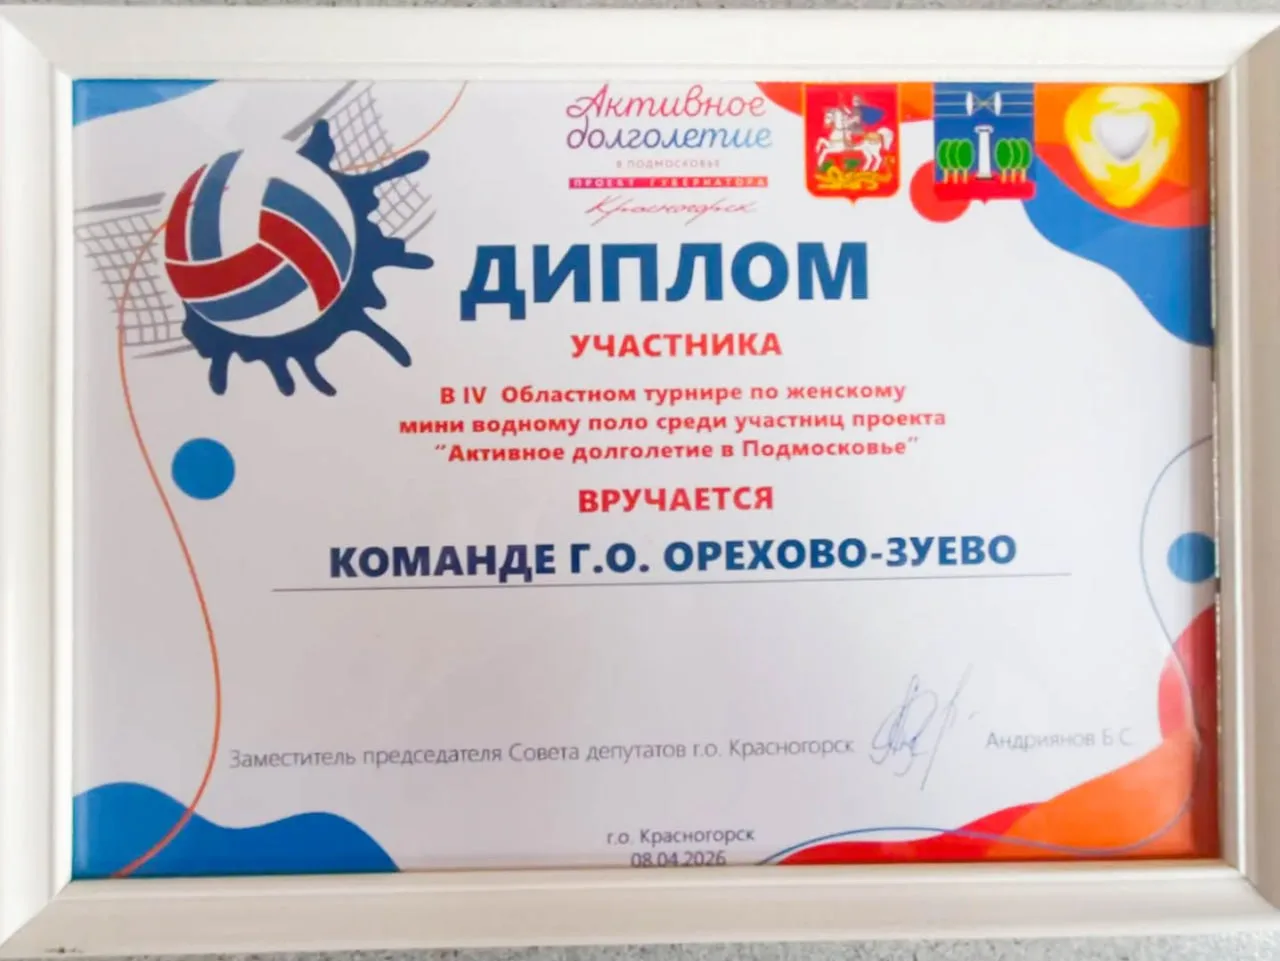 Активное
долголетие
В ПОДМОСКОВЬЕ
ПРОЕКТ ГУБЕРНАТОРА
Красногорск
ДИПЛОМ
УЧАСТНИКА
В IV Областном турнире по женскому
мини водному поло среди участниц проекта
"Активное долголетие в Подмосковье"
ВРУЧАЕТСЯ
КОМАНДЕ Г.О. ОРЕХОВО-ЗУЕВО
Заместитель председателя Совета депутатов г.о. Красногорск
Андриянов Б.С.
г.о. Красногорск
08.04.2026